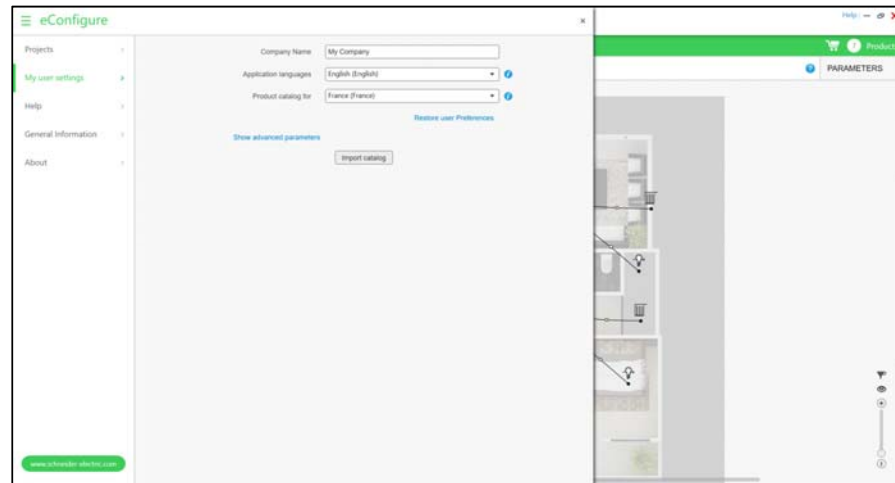 ☰ eConfigure
×
Help
Projects
My user settings
Help
General Information
About
Company Name My Company
Application languages English (English)
Product catalog for France (France)
Restore user Preferences
Show advanced parameters
Import catalog
Product
PARAMETERS
www.schneider-electric.com